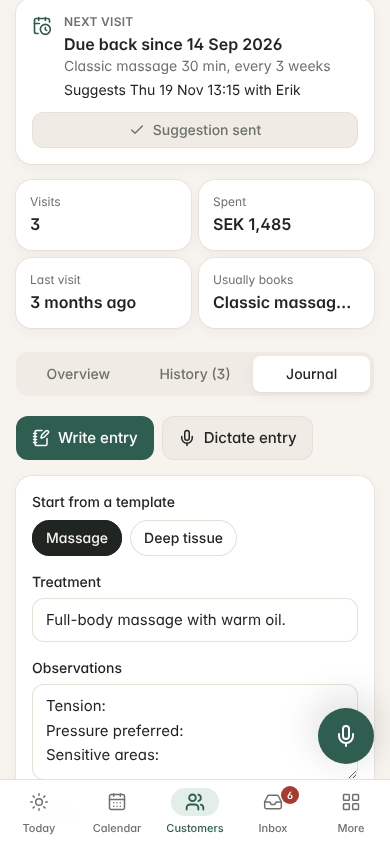 NEXT VISIT
Due back since 14 Sep 2026
Classic massage 30 min, every 3 weeks
Suggests Thu 19 Nov 13:15 with Erik
Suggestion sent
Visits
3
Spent
SEK 1,485
Last visit
3 months ago
Usually books
Classic massag...
Overview
History (3)
Journal
Write entry
Dictate entry
Start from a template
Massage
Deep tissue
Treatment
Full-body massage with warm oil.
Observations
Tension:
Pressure preferred:
Sensitive areas:
Today
Calendar
Customers
6
Inbox
More